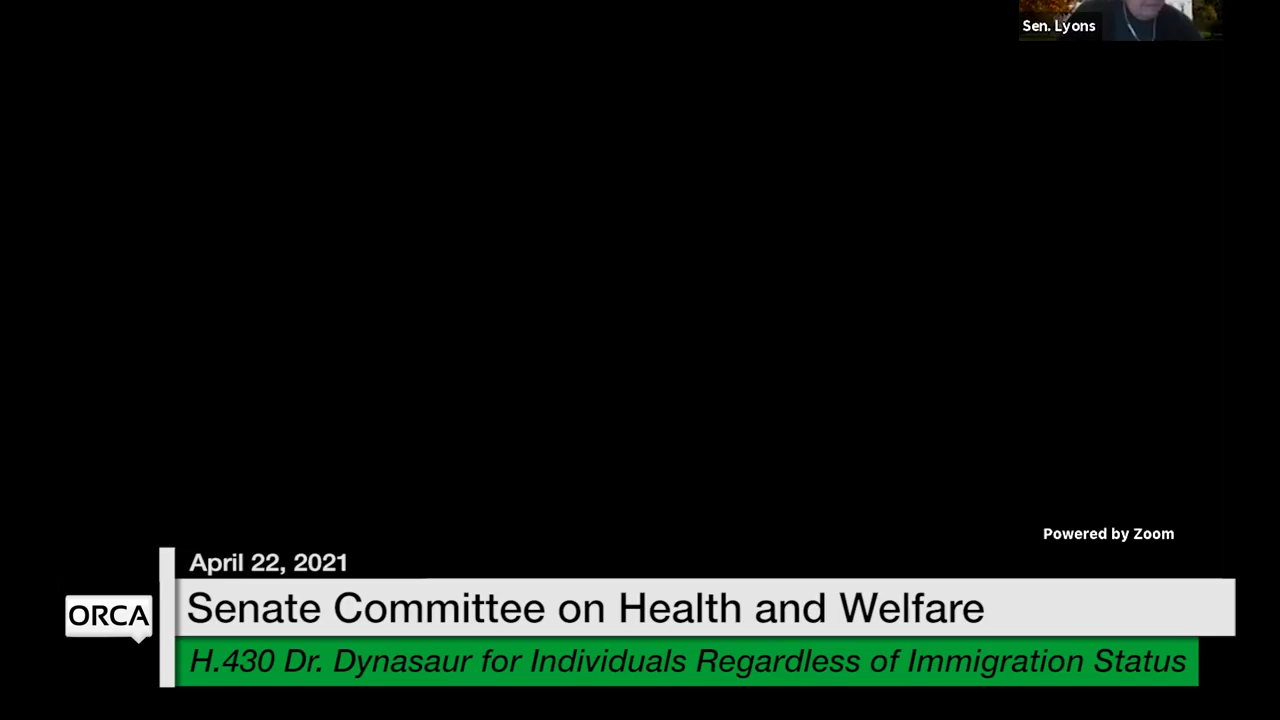 Sen. Lyons
Powered by Zoom
April 22, 2021
Senate Committee on Health and Welfare
ORCA
H.430 Dr. Dynasaur for Individuals Regardless of Immigration Status